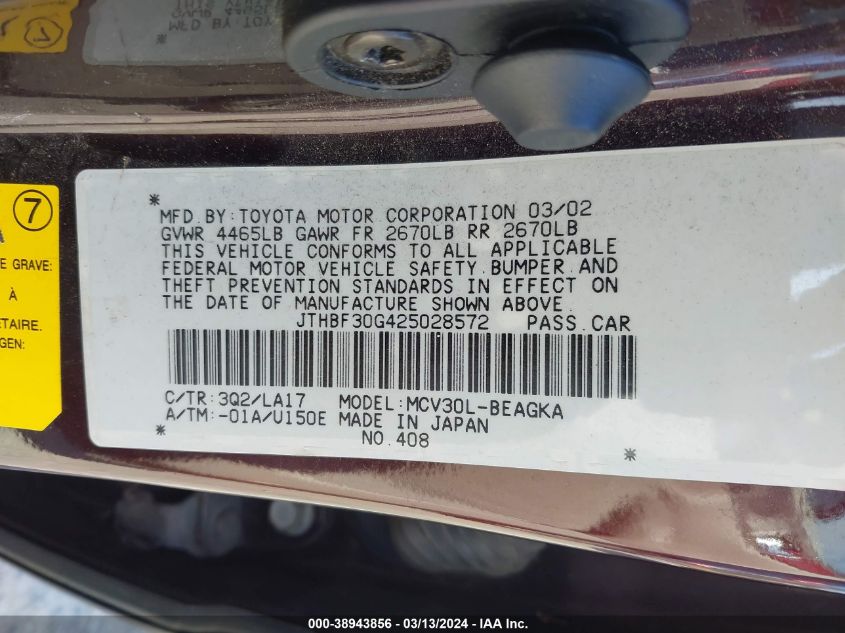 7
E GRAVE:
À
ETAIRE.
GEN:
*
MFD.BY:TOYOTA MOTOR CORPORATION 03/02
GVWR 4465LB GAWR FR 2670LB RR 2670LB
THIS VEHICLE CONFORMS TO ALL APPLICABLE
FEDERAL MOTOR VEHICLE SAFETY.BUMPER.AND
THEFT PREVENTION STANDARDS IN EFFECT ON
THE DATE OF MANUFACTURE SHOWN ABOVE.
JTHBF30G425028572 PASS.CAR
C/TR:3Q2/LA17 MODEL:MCV30L-BEAGKA
A/TM:-01A/U150E MADE IN JAPAN
* NO.408 *
000-38943856 / 03/13/2024 - IAA Inc.